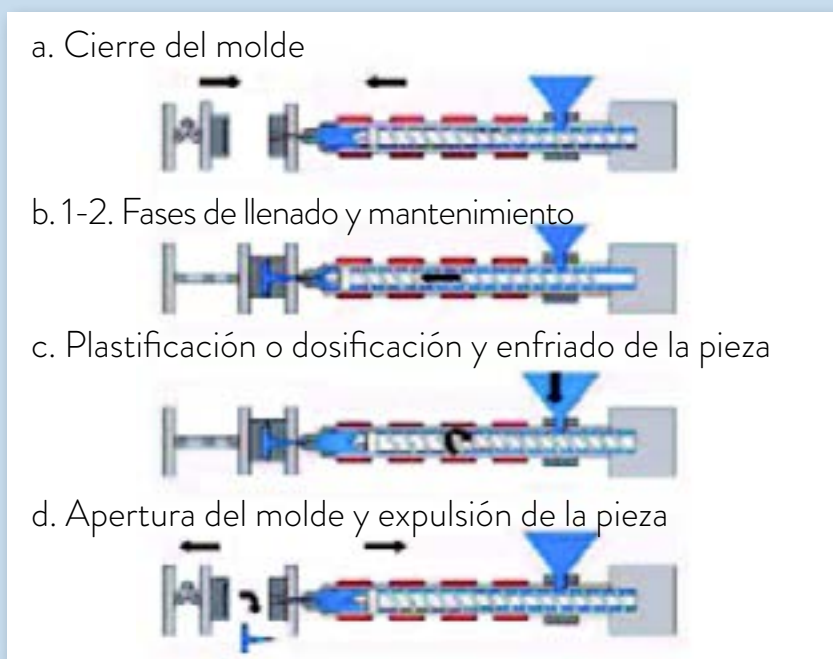 a. Cierre del molde
b. 1-2. Fases de llenado y mantenimiento
c. Plastificación o dosificación y enfriado de la pieza
d. Apertura del molde y expulsión de la pieza